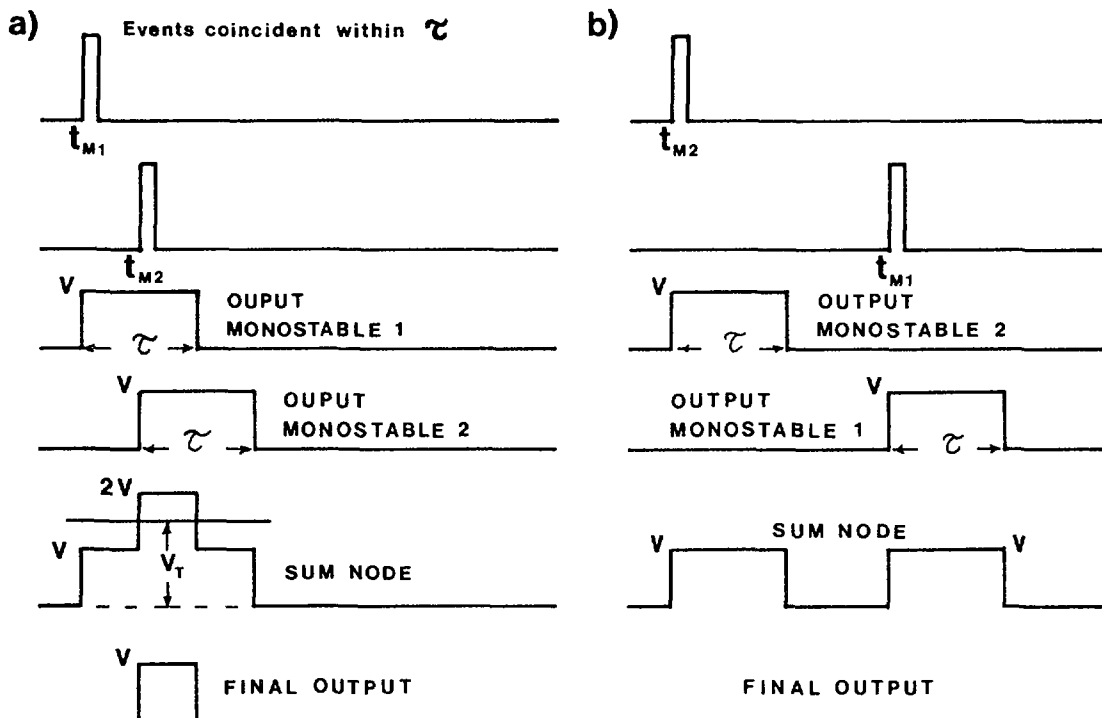 a) Events coincident within τ
t_M1
t_M2
V
OUPUT
MONOSTABLE 1
τ
V
OUPUT
MONOSTABLE 2
τ
2V
V
V_T
SUM NODE
V
FINAL OUTPUT
b)
t_M2
t_M1
V
OUTPUT
MONOSTABLE 2
τ
V
OUTPUT
MONOSTABLE 1
τ
SUM NODE
V
V
FINAL OUTPUT